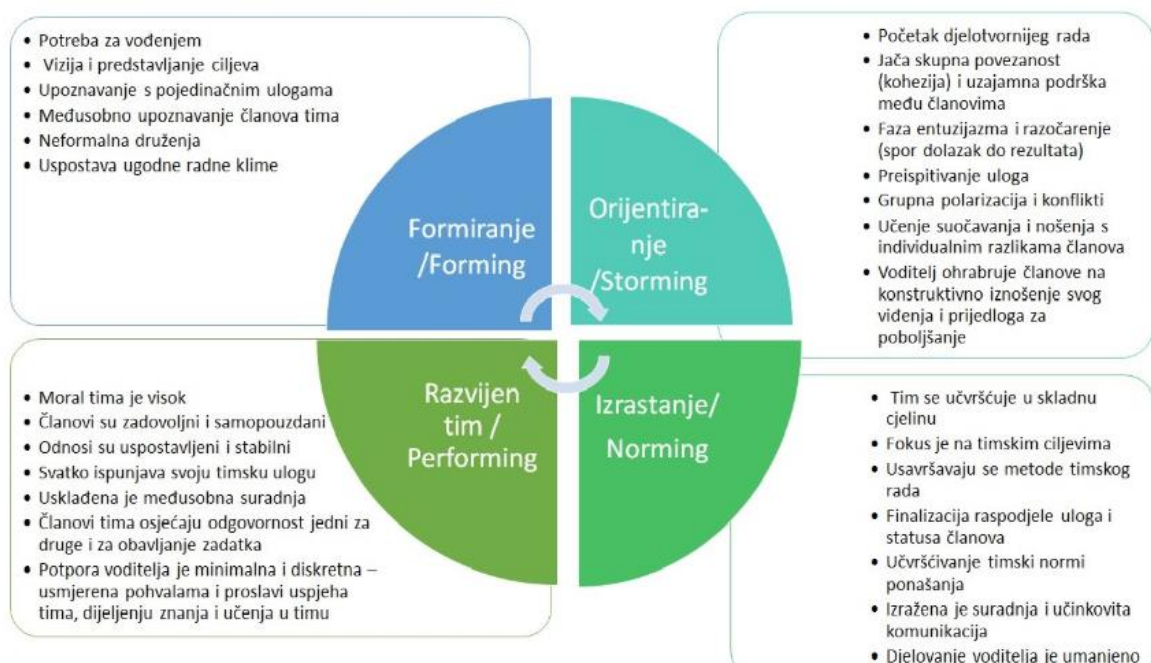 • Potreba za vođenjem
• Vizija i predstavljanje ciljeva
• Upoznavanje s pojedinačnim ulogama
• Međusobno upoznavanje članova tima
• Neformalna druženja
• Uspostava ugodne radne klime
Formiranje
/Forming
Orijentira-
nje
/Storming
• Početak djelotvornijeg rada
• Jača skupna povezanost
(kohezija) i uzajamna podrška
među članovima
• Faza entuzijazma i razočarenje
(spor dolazak do rezultata)
• Preispitivanje uloga
• Grupna polarizacija i konflikti
• Učenje suočavanja i nošenja s
individualnim razlikama članova
• Voditelj ohrabruje članove na
konstruktivno iznošenje svog
viđenja i prijedloga za
poboljšanje
• Moral tima je visok
• Članovi su zadovoljni i samopouzdani
• Odnosi su uspostavljeni i stabilni
• Svatko ispunjava svoju timsku ulogu
• Usklađena je međusobna suradnja
• Članovi tima osjećaju odgovornost jedni za
druge i za obavljanje zadatka
• Potpora voditelja je minimalna i diskretna –
usmjerena pohvalama i proslavi uspjeha
tima, dijeljenju znanja i učenja u timu
Razvijen
tim /
Performing
Izrastanje/
Norming
• Tim se učvršćuje u skladnu
cjelinu
• Fokus je na timskim ciljevima
• Usavršavaju se metode timskog
rada
• Finalizacija raspodjele uloga i
statusa članova
• Učvršćivanje timski normi
ponašanja
• Izražena je suradnja i učinkovita
komunikacija
• Djelovanje voditelja je umanjeno